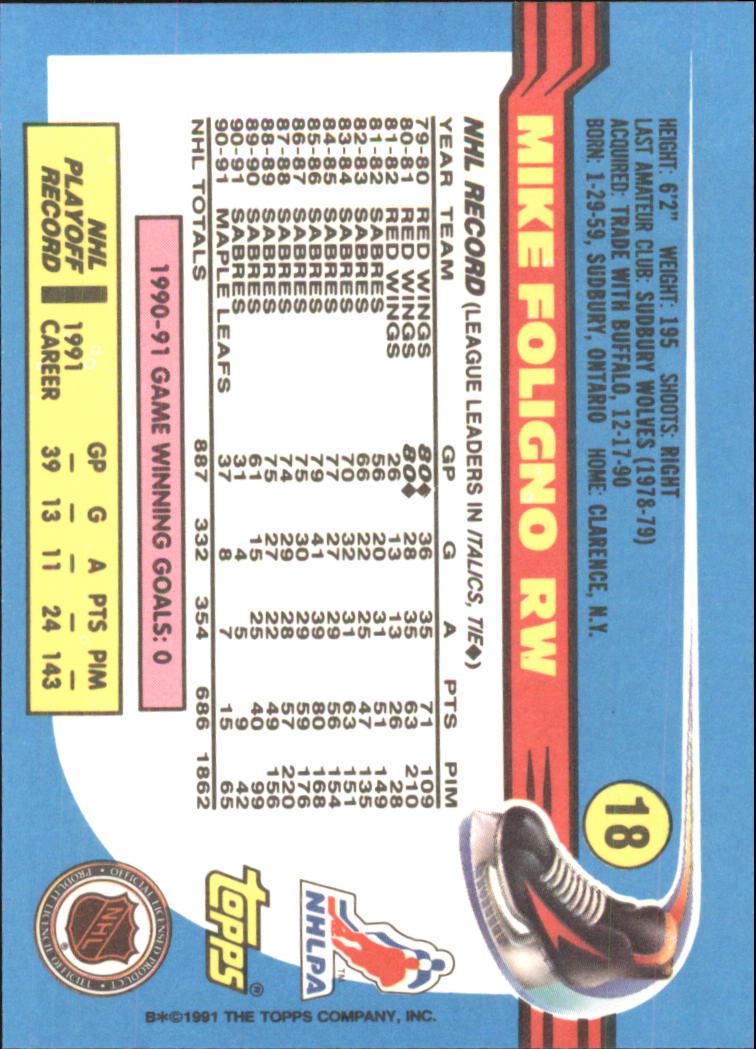 HEIGHT: 6'2" WEIGHT: 195 SHOOTS: RIGHT
LAST AMATEUR CLUB: SUDBURY WOLVES (1978-79)
ACQUIRED: TRADE WITH BUFFALO, 12-17-90
BORN: 1-29-59, SUDBURY, ONTARIO HOME: CLARENCE, N.Y.
18
MIKE FOLIGNO RW
NHL RECORD (LEAGUE LEADERS IN ITALICS, TIE◆)
YEAR TEAM GP G A PTS PIM
79-80 RED WINGS 80◆ 36 35 71 109
80-81 RED WINGS 80◆ 28 35 63 210
81-82 RED WINGS 26 13 13 26 28
81-82 SABRES 56 20 31 51 149
82-83 SABRES 66 22 25 47 135
83-84 SABRES 70 32 31 63 151
84-85 SABRES 77 27 29 56 154
85-86 SABRES 79 41 39 80 168
86-87 SABRES 75 30 29 59 176
87-88 SABRES 74 29 28 57 220
88-89 SABRES 75 27 22 49 156
89-90 SABRES 61 15 25 40 99
90-91 SABRES 31 4 5 9 42
90-91 MAPLE LEAFS 37 8 7 15 65
NHL TOTALS 887 332 354 686 1862
1990-91 GAME WINNING GOALS: 0
NHL PLAYOFF RECORD
GP G A PTS PIM
1991 – – – – –
CAREER 39 13 11 24 143
NHLPA™
TOPPS®
NHL ®
OFFICIAL LICENSED PRODUCT • PRODUIT LICENCIÉ OFFICIEL •
B*©1991 THE TOPPS COMPANY, INC.